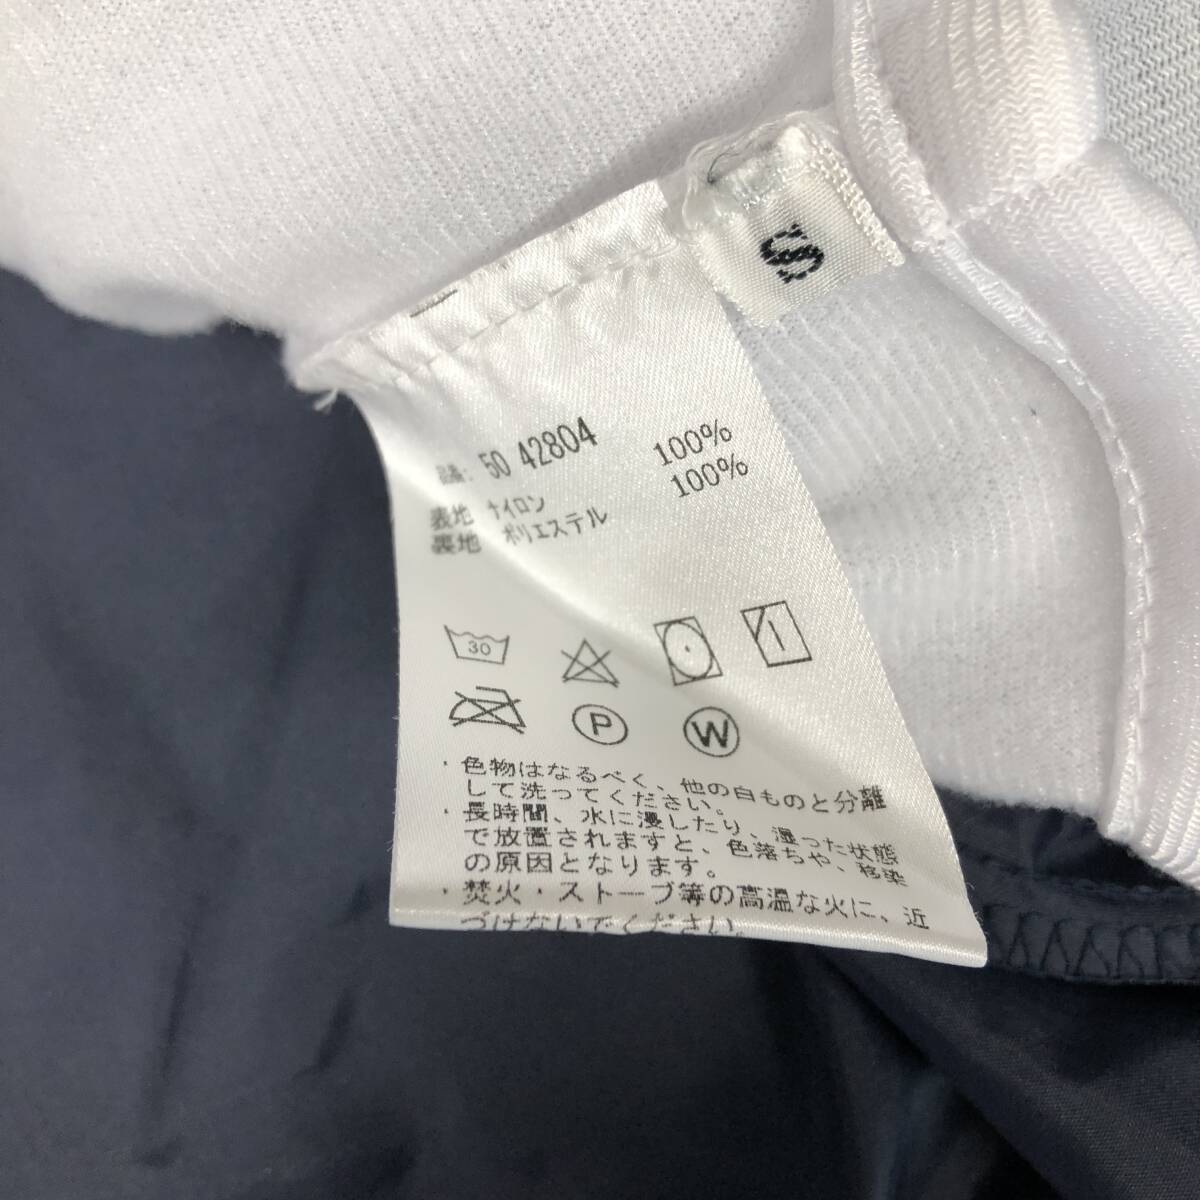 S
品番: 50 42804
表地 ナイロン 100%
裏地 ポリエステル 100%
30
P W
・色物はなるべく、他の白ものと分離
して洗ってください。
・長時間、水に浸したり、湿った状態
で放置されますと、色落ちや、移染
の原因となります。
・焚火・ストーブ等の高温な火に、近
づけないでください。